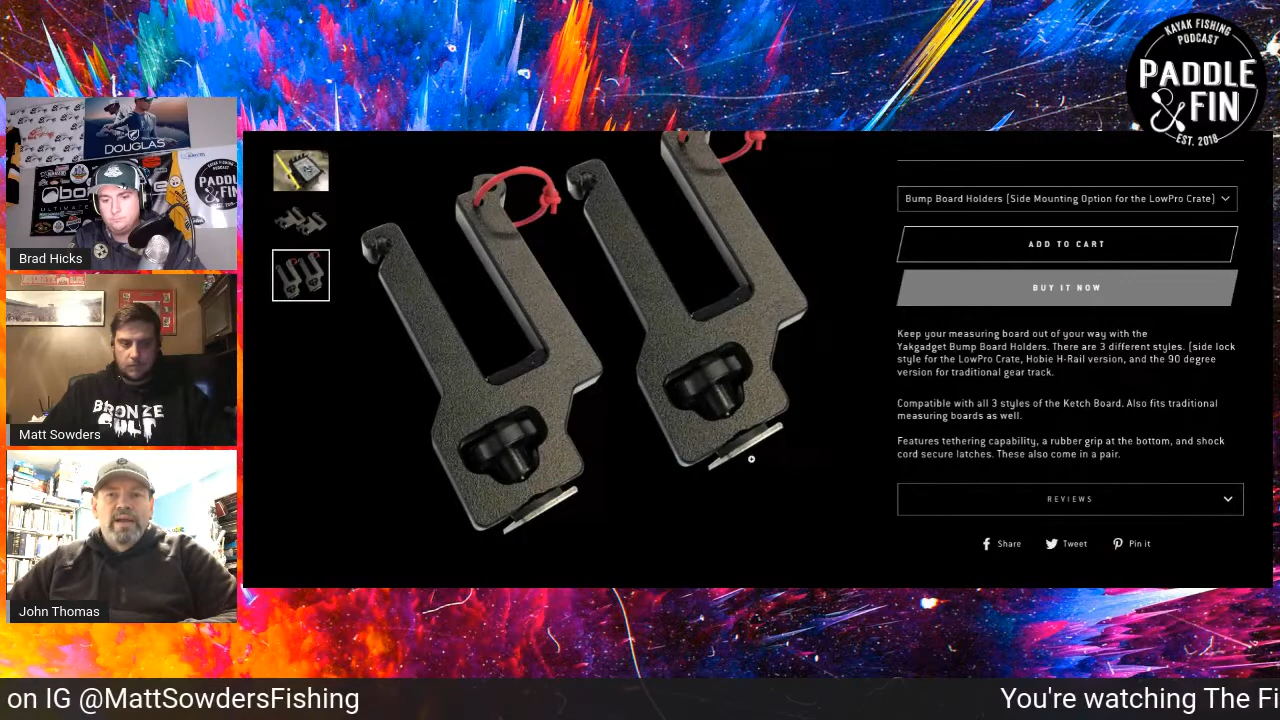 KAYAK FISHING
PODCAST
PADDLE
& FIN
EST. 2018
DOUGLAS
PADDLE
& FIN
Brad Hicks
BRONZE
CULT
Matt Sowders
John Thomas
Bump Board Holders [Side Mounting Option for the LowPro Crate]
ADD TO CART
BUY IT NOW
Keep your measuring board out of your way with the
Yakgadget Bump Board Holders. There are 3 different styles. [side lock
style for the LowPro Crate, Hobie H-Rail version, and the 90 degree
version for traditional gear track.
Compatible with all 3 styles of the Ketch Board. Also fits traditional
measuring boards as well.
Features tethering capability, a rubber grip at the bottom, and shock
cord secure latches. These also come in a pair.
REVIEWS
Share
Tweet
Pin it
on IG @MattSowdersFishing
You're watching The Fi